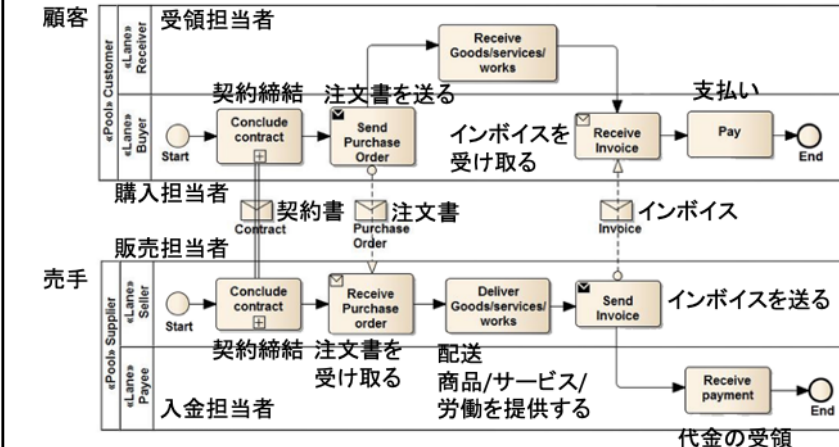 顧客
受領担当者
«Pool» Customer
«Lane»
Receiver
Receive
Goods/services/
works
契約締結
注文書を送る
支払い
«Lane»
Buyer
Start
Conclude
contract
Send
Purchase
Order
インボイスを
受け取る
Receive
Invoice
Pay
End
購入担当者
契約書
Contract
注文書
Purchase
Order
インボイス
Invoice
販売担当者
売手
«Pool» Supplier
«Lane»
Seller
Start
Conclude
contract
Receive
Purchase
order
Deliver
Goods/services/
works
Send
Invoice
インボイスを送る
契約締結
注文書を
受け取る
配送
商品/サービス/
労働を提供する
«Lane»
Payee
入金担当者
Receive
payment
End
代金の受領